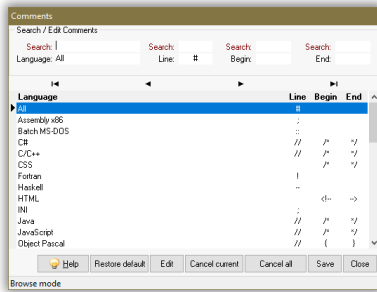 Comments
Search / Edit Comments
Search: Search: Search: Search:
Language: All Line: # Begin: End:
Language Line Begin End
All #
Assembly x86 ;
Batch MS-DOS ::
C# // /* */
C/C++ // /* */
CSS /* */
Fortran !
Haskell --
HTML <!-- -->
INI ;
Java // /* */
JavaScript // /* */
Object Pascal // { }
Help Restore default Edit Cancel current Cancel all Save Close
Browse mode